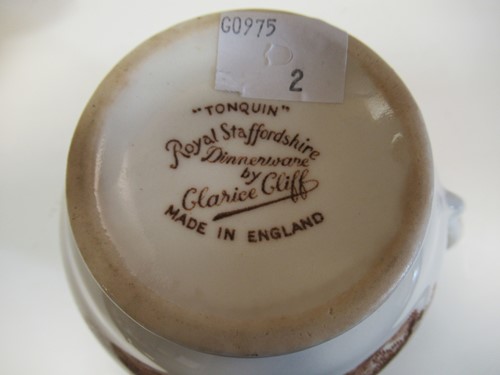 G0975
2
"TONQUIN"
Royal Staffordshire
Dinnerware
by
Clarice Cliff
MADE IN ENGLAND